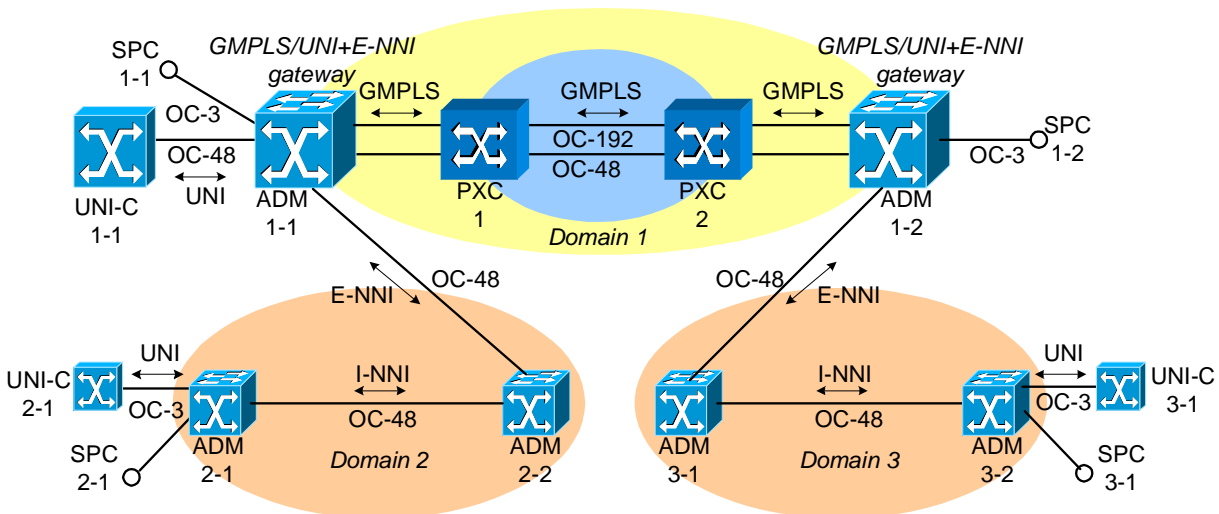 SPC
1-1
GMPLS/UNI+E-NNI
gateway
GMPLS/UNI+E-NNI
gateway
OC-3
GMPLS
GMPLS
GMPLS
OC-192
OC-48
OC-48
UNI
UNI-C
1-1
ADM
1-1
PXC
1
PXC
2
ADM
1-2
OC-3
SPC
1-2
Domain 1
OC-48
E-NNI
OC-48
E-NNI
UNI
UNI-C
2-1
OC-3
I-NNI
OC-48
SPC
2-1
ADM
2-1
Domain 2
ADM
2-2
I-NNI
OC-48
ADM
3-1
Domain 3
ADM
3-2
UNI
OC-3
UNI-C
3-1
SPC
3-1